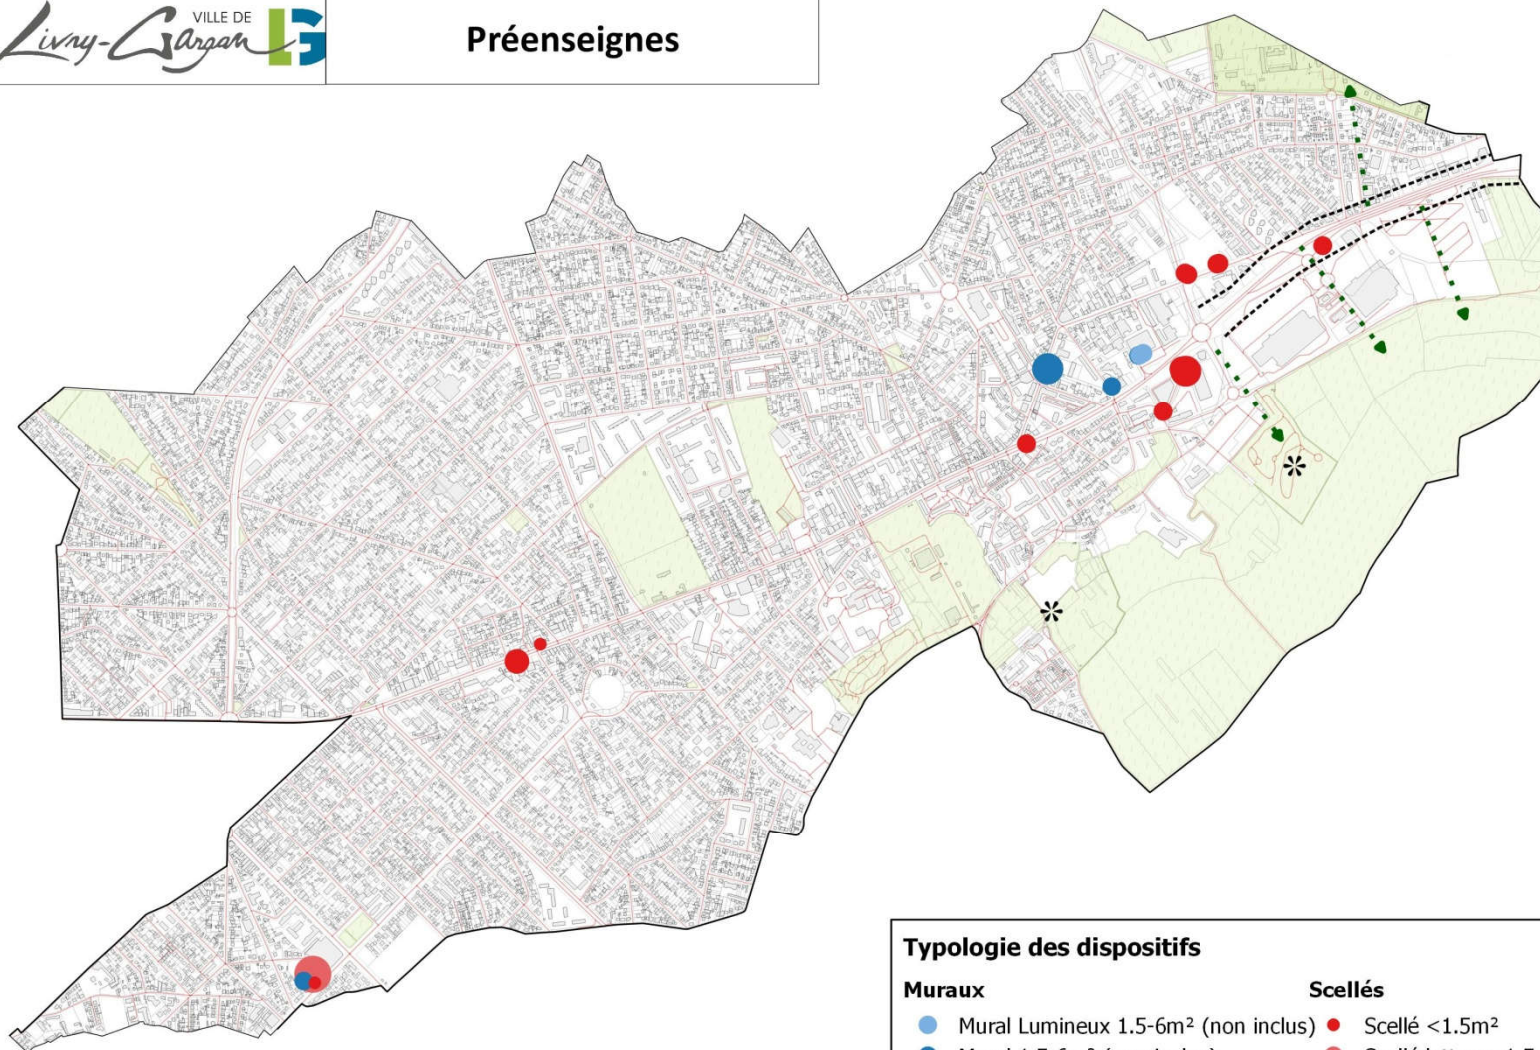 VILLE DE
Livry-Gargan LG
Préenseignes
Typologie des dispositifs
Muraux
Scellés
Mural Lumineux 1.5-6m² (non inclus)
Scellé <1.5m²